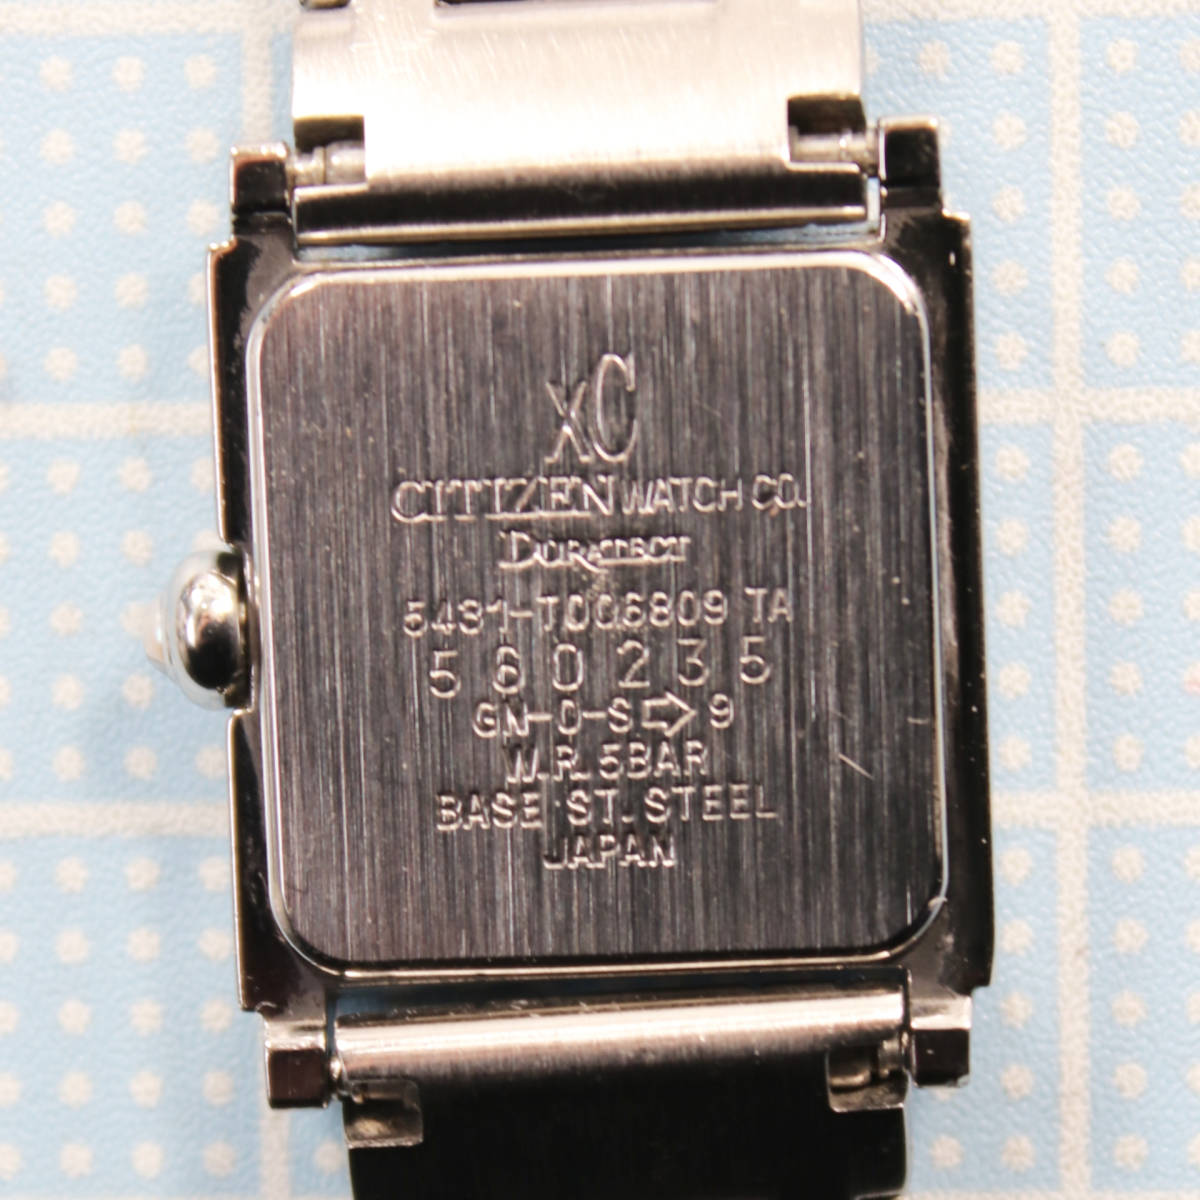 xC
CITIZEN WATCH CO.
DURATECT
5431-T006809 TA
560235
GN-0-S⇨9
W.R. 5BAR
BASE ST. STEEL
JAPAN